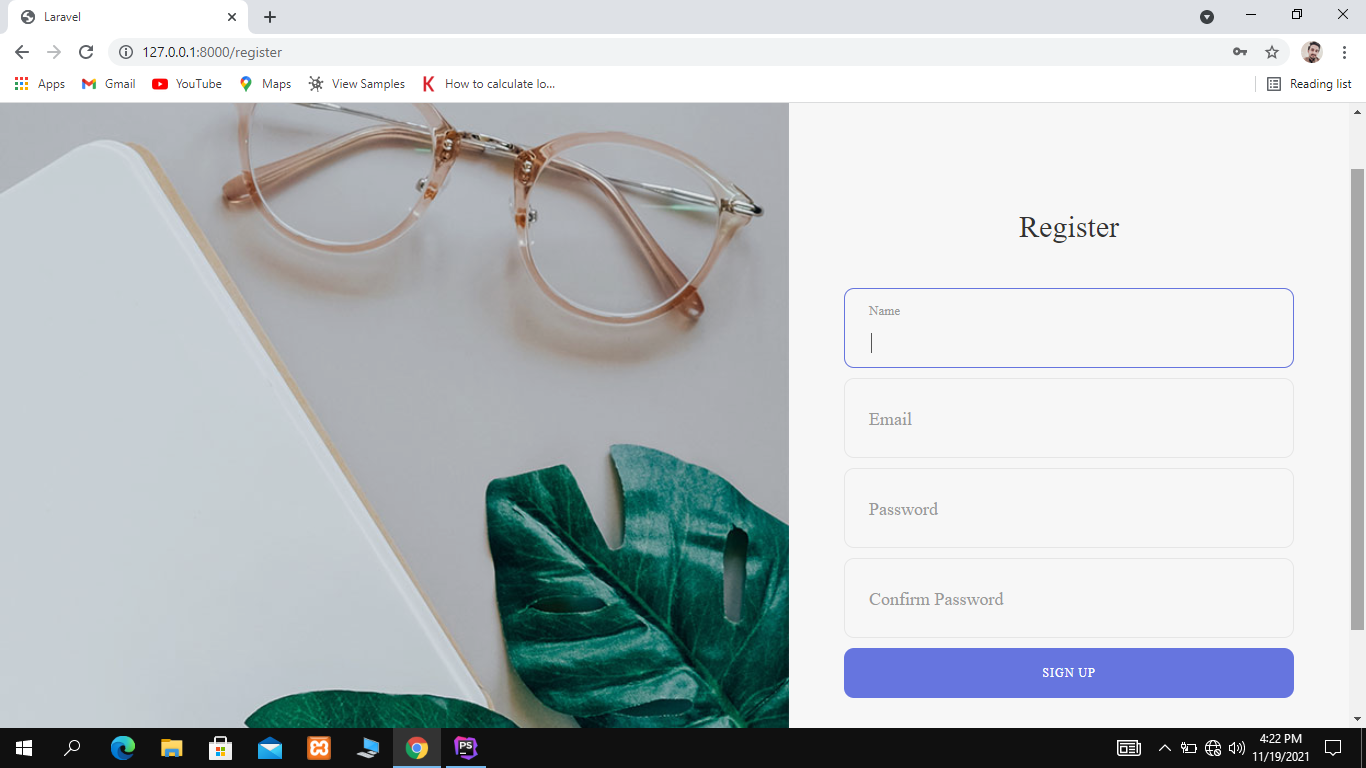 Laravel
127.0.0.1:8000/register
Apps
Gmail
YouTube
Maps
View Samples
How to calculate lo...
Reading list
Register
Name
Email
Password
Confirm Password
SIGN UP
PS
4:22 PM
11/19/2021